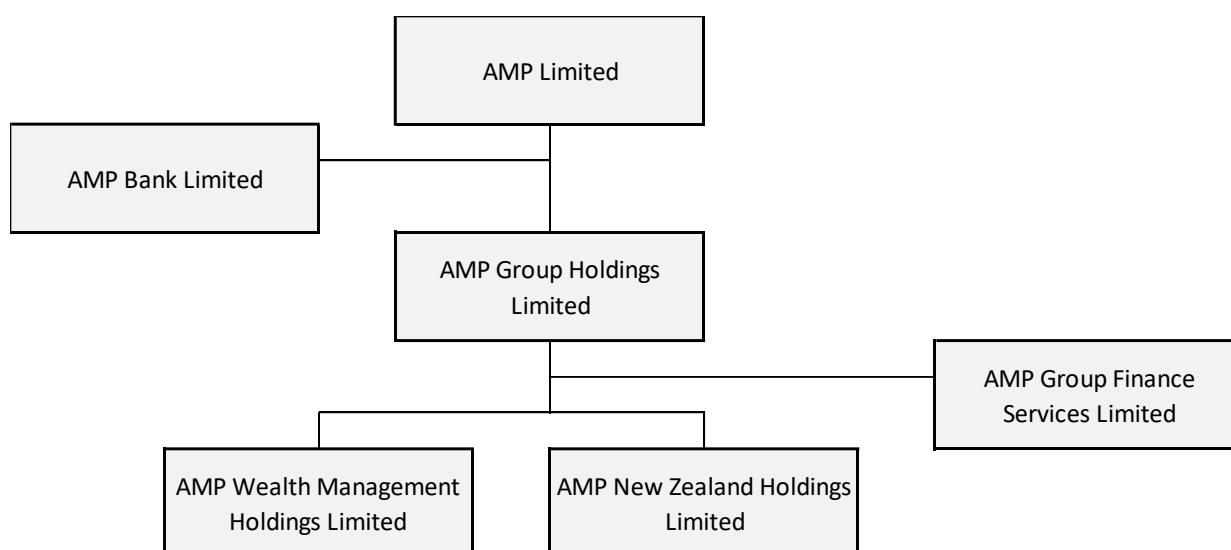 AMP Limited
AMP Bank Limited
AMP Group Holdings
Limited
AMP Group Finance
Services Limited
AMP Wealth Management
Holdings Limited
AMP New Zealand Holdings
Limited